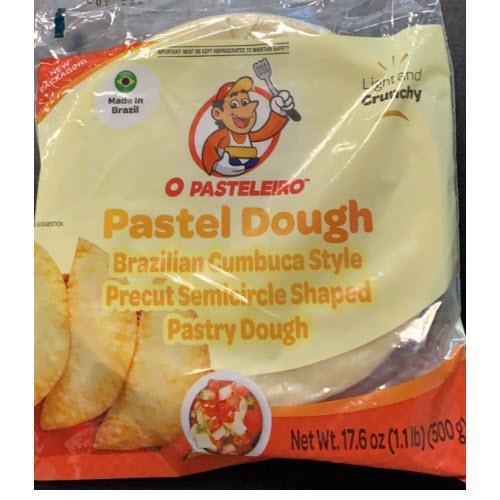 IMPORTANT: MUST BE KEPT REFRIGERATED TO MAINTAIN SAFETY
NEW
PACKAGING
Made in
Brazil
Light and
Crunchy
O PASTELEIRO™
SUGGESTION
Pastel Dough
Brazilian Cumbuca Style
Precut Semicircle Shaped
Pastry Dough
Net Wt. 17.6 oz (1.1 lb) (500 g)